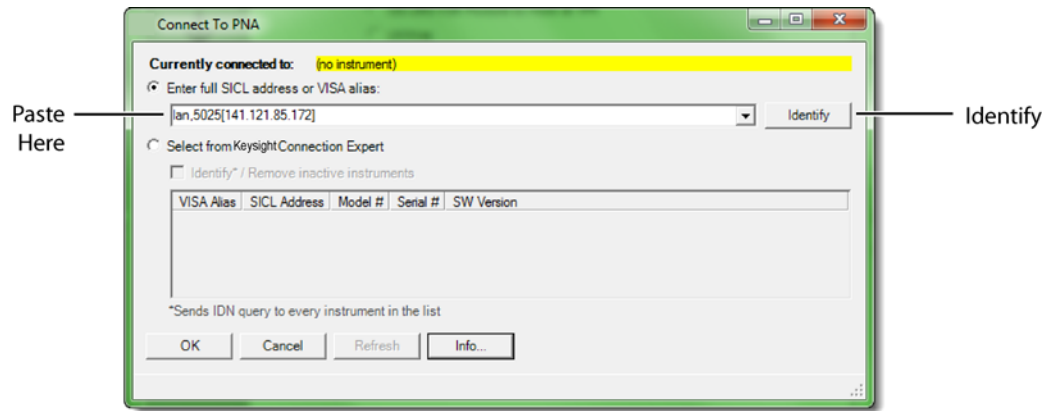 Connect To PNA
Currently connected to: (no instrument)
Enter full SICL address or VISA alias:
Paste Here
lan,5025[141.121.85.172]
Identify
Identify
Select from Keysight Connection Expert
Identify* / Remove inactive instruments
VISA Alias SICL Address Model # Serial # SW Version
*Sends IDN query to every instrument in the list
OK Cancel Refresh Info...